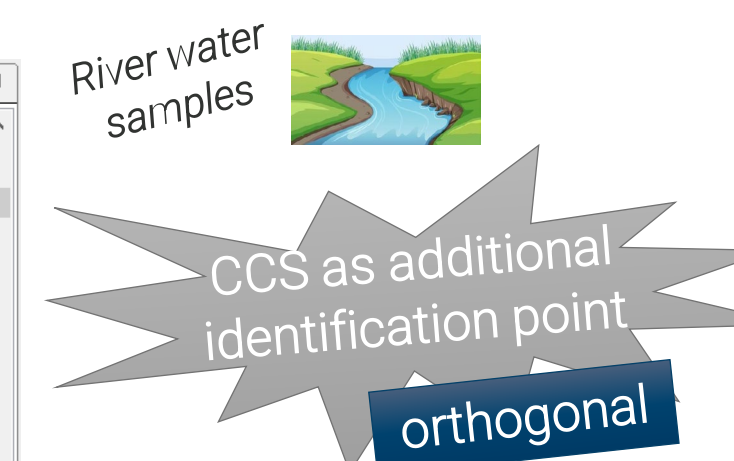 River water
samples
CCS as additional
identification point
orthogonal